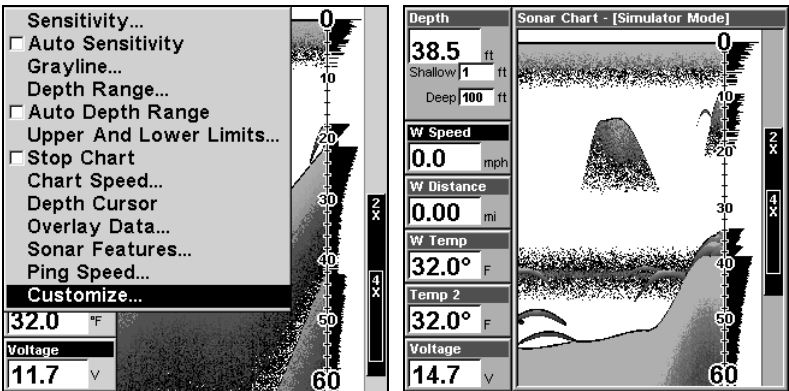 Sensitivity...
Auto Sensitivity
Grayline...
Depth Range...
Auto Depth Range
Upper And Lower Limits...
Stop Chart
Chart Speed...
Depth Cursor
Overlay Data...
Sonar Features...
Ping Speed...
Customize...
32.0 °F
Voltage
11.7 V
0
10
20
30
40
50
60
2X
4X
Depth
38.5 ft
Shallow 1 ft
Deep 100 ft
W Speed
0.0 mph
W Distance
0.00 mi
W Temp
32.0° F
Temp 2
32.0° F
Voltage
14.7 V
Sonar Chart - [Simulator Mode]
0
10
20
30
40
50
60
2X
4X